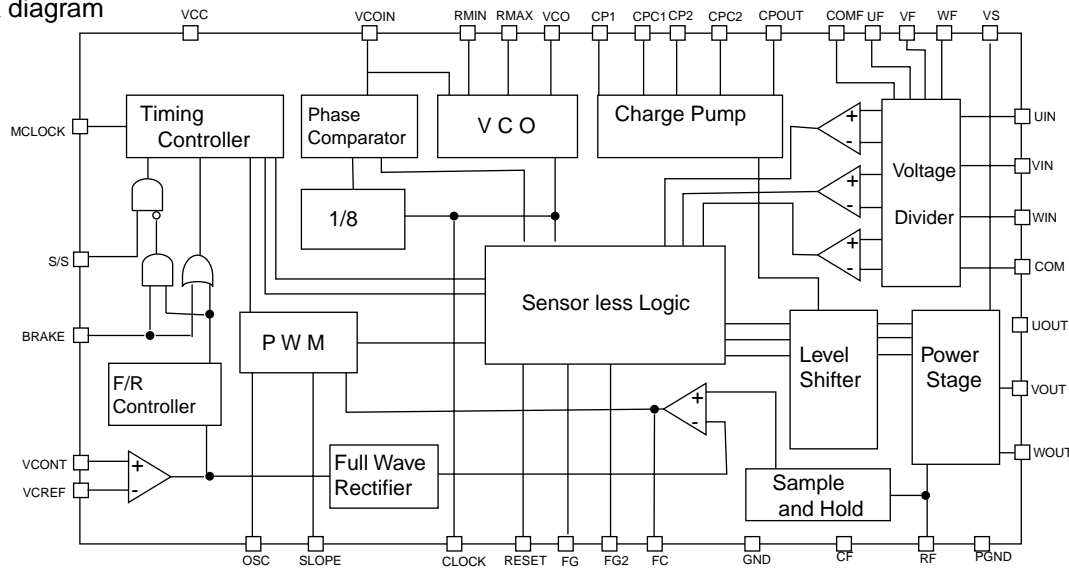 diagram
VCC
VCOIN
RMIN
RMAX
VCO
CP1
CPC1
CP2
CPC2
CPOUT
COMF
UF
VF
WF
VS
MCLOCK
Timing
Controller
Phase
Comparator
V C O
Charge Pump
+
-
+
-
+
-
Voltage
Divider
UIN
VIN
WIN
COM
1/8
S/S
BRAKE
P W M
Sensor less Logic
Level
Shifter
Power
Stage
UOUT
VOUT
WOUT
F/R
Controller
+
-
VCONT
VCREF
+
-
Full Wave
Rectifier
Sample
and Hold
OSC
SLOPE
CLOCK
RESET
FG
FG2
FC
GND
CF
RF
PGND